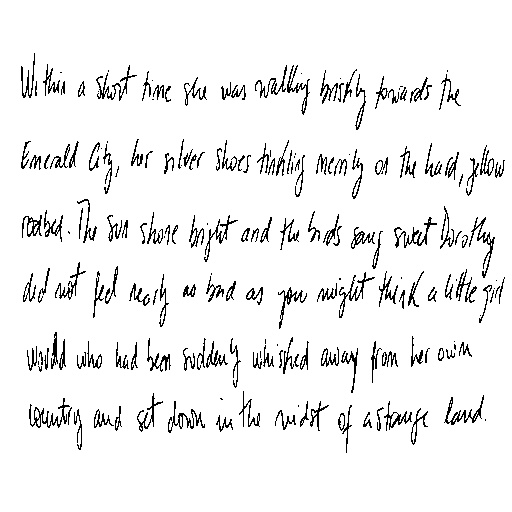 Within a short time she was walking briskly towards the
Emerald City, her silver shoes tinkling merrily on the hard, yellow
roadbed. The sun shone bright and the birds sang sweet Dorothy
did not feel nearly as bad as you might think a little girl
would who had been suddenly whisked away from her own
country and set down in the midst of a strange land.